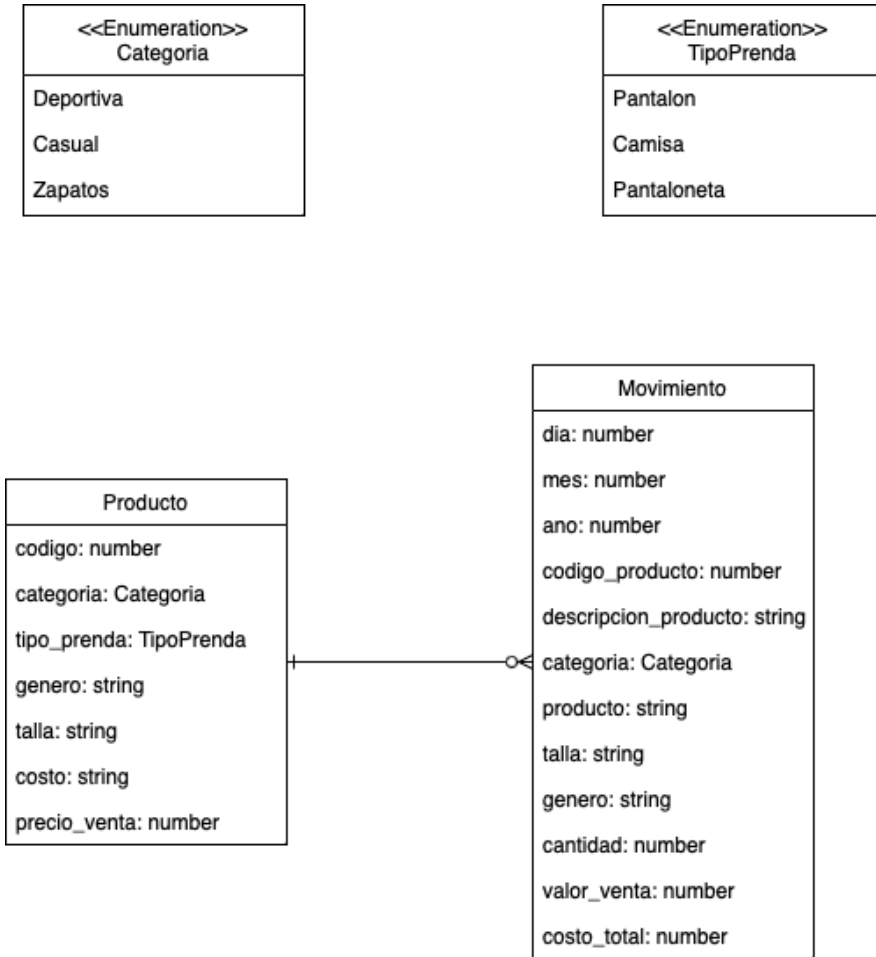 <<Enumeration>>
Categoria
Deportiva
Casual
Zapatos
<<Enumeration>>
TipoPrenda
Pantalon
Camisa
Pantaloneta
Producto
codigo: number
categoria: Categoria
tipo_prenda: TipoPrenda
genero: string
talla: string
costo: string
precio_venta: number
Movimiento
dia: number
mes: number
ano: number
codigo_producto: number
descripcion_producto: string
categoria: Categoria
producto: string
talla: string
genero: string
cantidad: number
valor_venta: number
costo_total: number